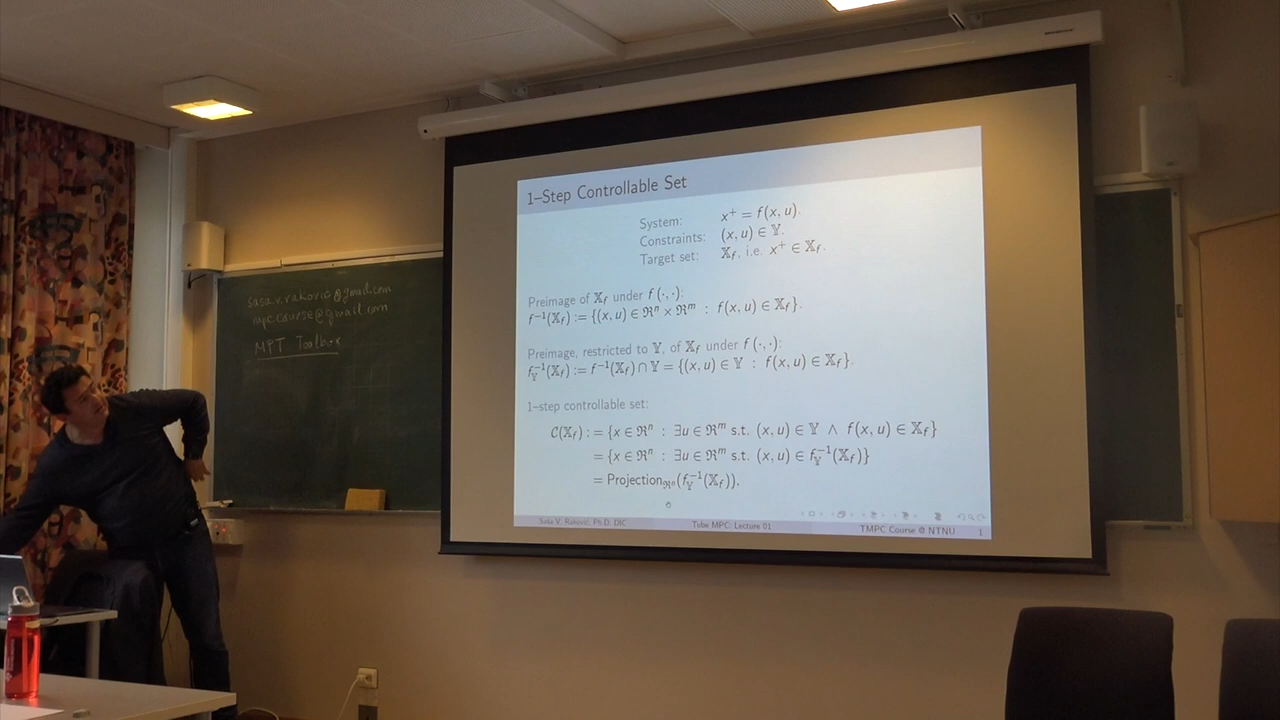 sasa.v.rakovic@gmail.com
mpc.course@gmail.com
MPT Toolbox
1–Step Controllable Set
System: x⁺ = f(x, u).
Constraints: (x, u) ∈ 𝕐.
Target set: 𝕏_f, i.e. x⁺ ∈ 𝕏_f.
Preimage of 𝕏_f under f(·,·):
f⁻¹(𝕏_f) := {(x, u) ∈ ℜⁿ × ℜᵐ : f(x, u) ∈ 𝕏_f}.
Preimage, restricted to 𝕐, of 𝕏_f under f(·,·):
f_𝕐⁻¹(𝕏_f) := f⁻¹(𝕏_f) ∩ 𝕐 = {(x, u) ∈ 𝕐 : f(x, u) ∈ 𝕏_f}.
1–step controllable set:
𝒞(𝕏_f) : = {x ∈ ℜⁿ : ∃u ∈ ℜᵐ s.t. (x, u) ∈ 𝕐 ∧ f(x, u) ∈ 𝕏_f}
= {x ∈ ℜⁿ : ∃u ∈ ℜᵐ s.t. (x, u) ∈ f_𝕐⁻¹(𝕏_f)}
= Projection_ℜⁿ(f_𝕐⁻¹(𝕏_f)).
Saša V. Raković, Ph.D. DIC Tube MPC: Lecture 01 TMPC Course @ NTNU 1